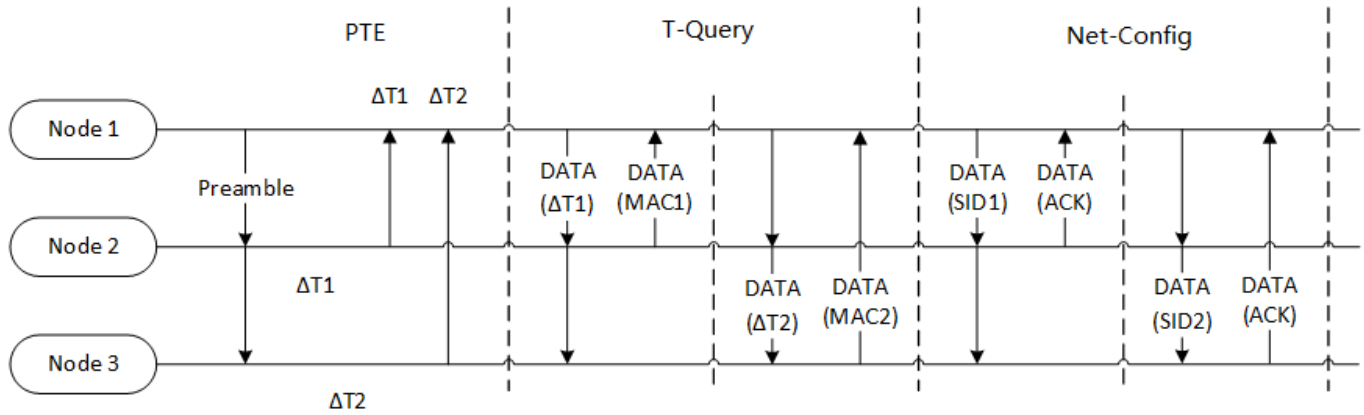 PTE
T-Query
Net-Config
ΔT1
ΔT2
Node 1
Preamble
DATA
(ΔT1)
DATA
(MAC1)
DATA
(SID1)
DATA
(ACK)
Node 2
ΔT1
DATA
(ΔT2)
DATA
(MAC2)
DATA
(SID2)
DATA
(ACK)
Node 3
ΔT2